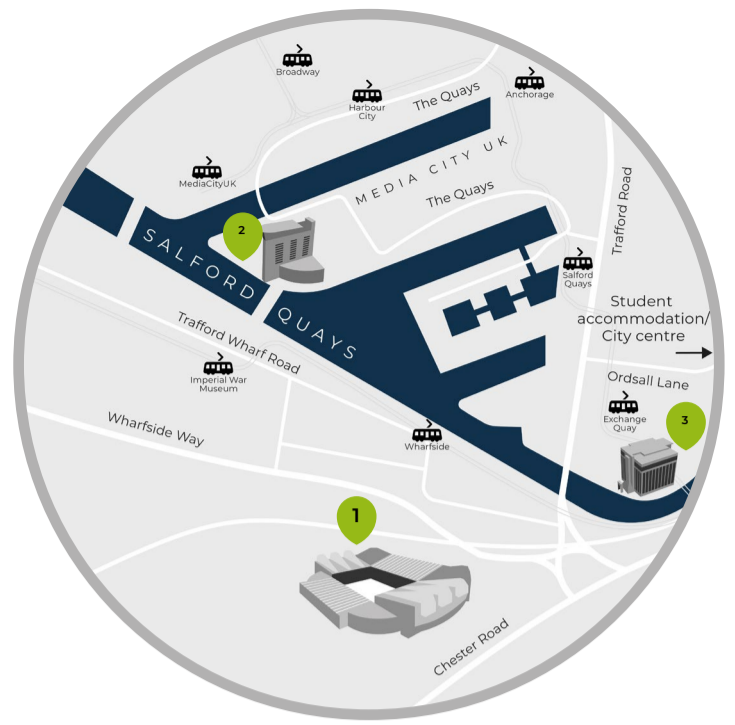 Broadway
Harbour
City
The Quays
Anchorage
MediaCityUK
MEDIA CITY UK
The Quays
Trafford Road
2
SALFORD QUAYS
Salford
Quays
Student
accommodation/
City centre
Trafford Wharf Road
Imperial War
Museum
Ordsall Lane
Exchange
Quay
3
Wharfside Way
Wharfside
1
Chester Road